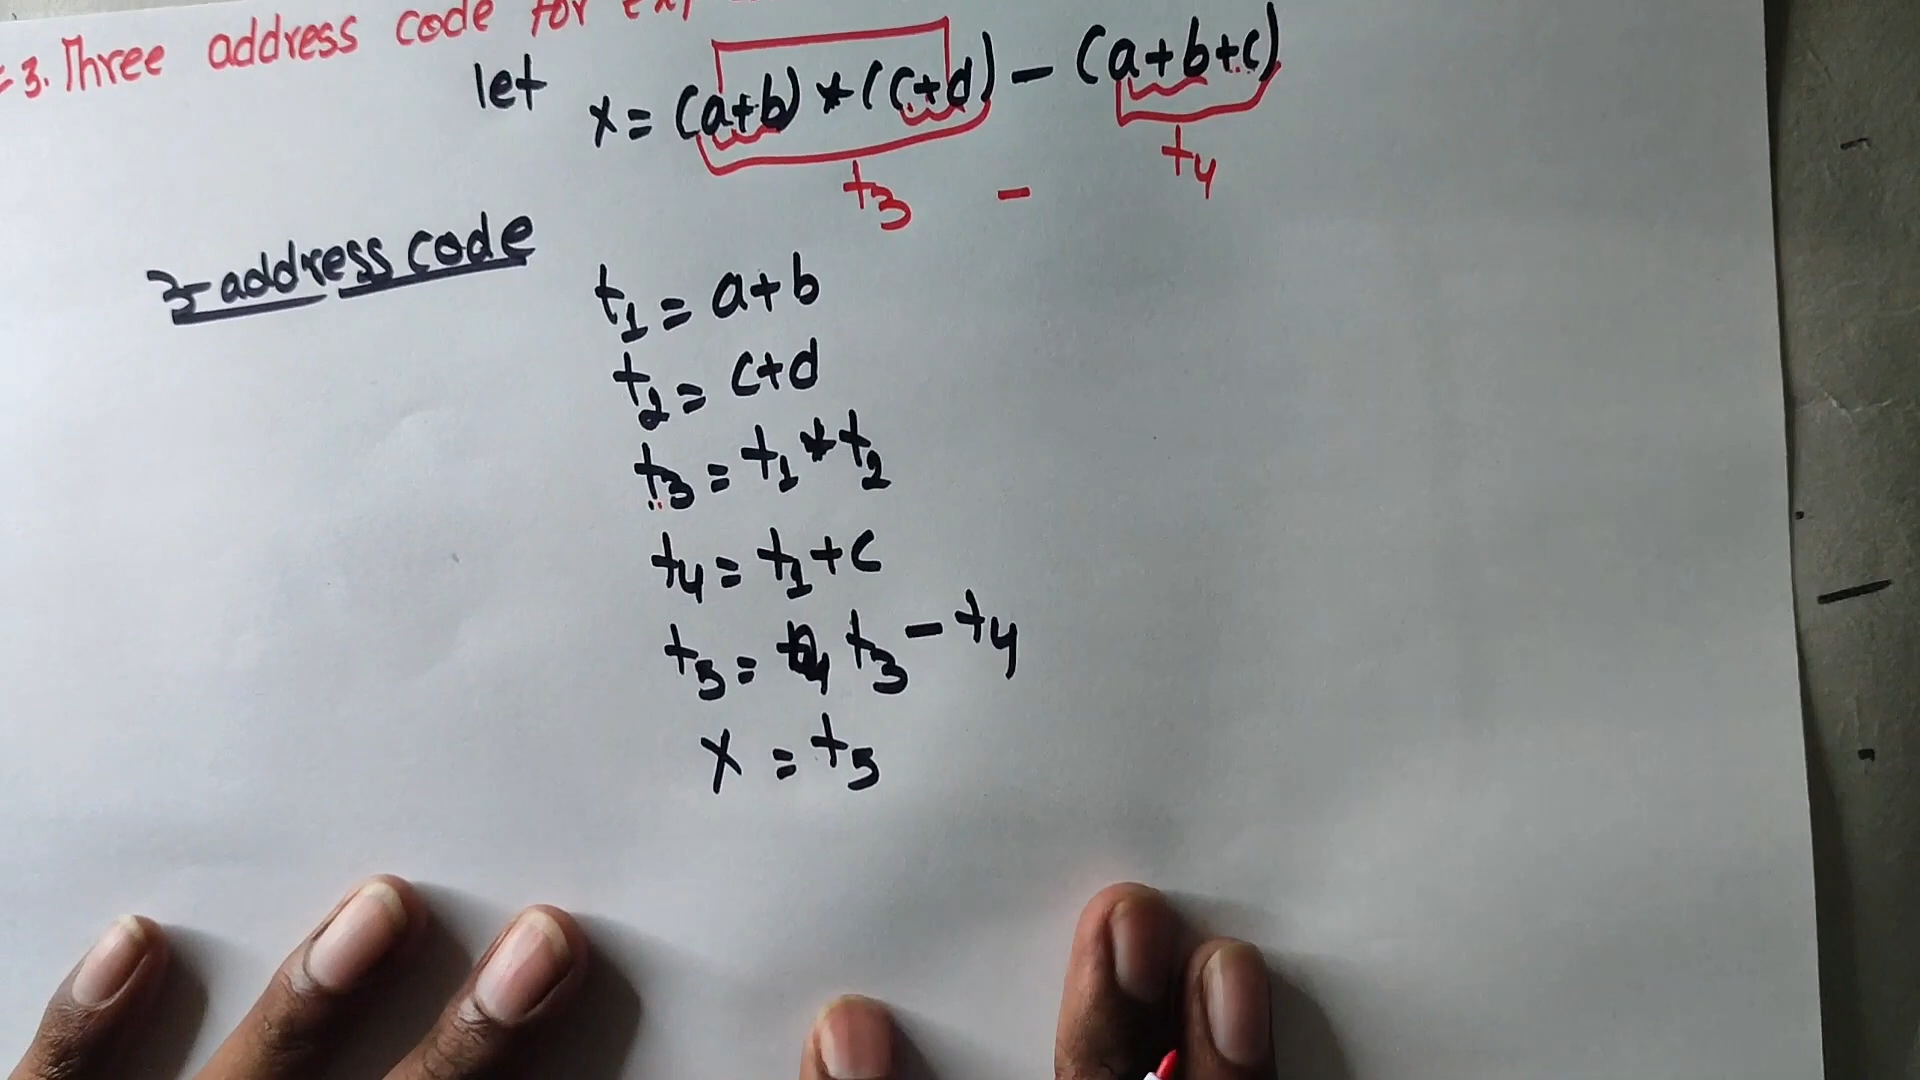 3. Three address code for
let x = (a+b) * (c+d) - (a+b+c)
t3 - t4
3-address code
t1 = a+b
t2 = c+d
t3 = t1 * t2
t4 = t1 + c
t5 = t3 - t4
x = t5